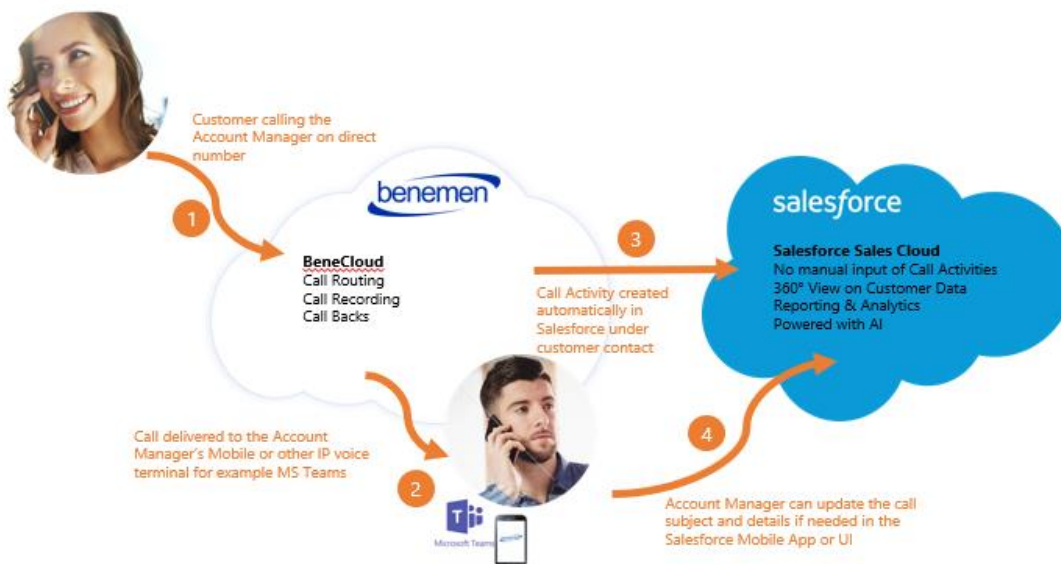 Customer calling the
Account Manager on direct
number
1
benemen
BeneCloud
Call Routing
Call Recording
Call Backs
3
Call Activity created
automatically in
Salesforce under
customer contact
salesforce
Salesforce Sales Cloud
No manual input of Call Activities
360° View on Customer Data
Reporting & Analytics
Powered with AI
Call delivered to the Account
Manager's Mobile or other IP voice
terminal for example MS Teams
2
T
Microsoft Teams
4
Account Manager can update the call
subject and details if needed in the
Salesforce Mobile App or UI